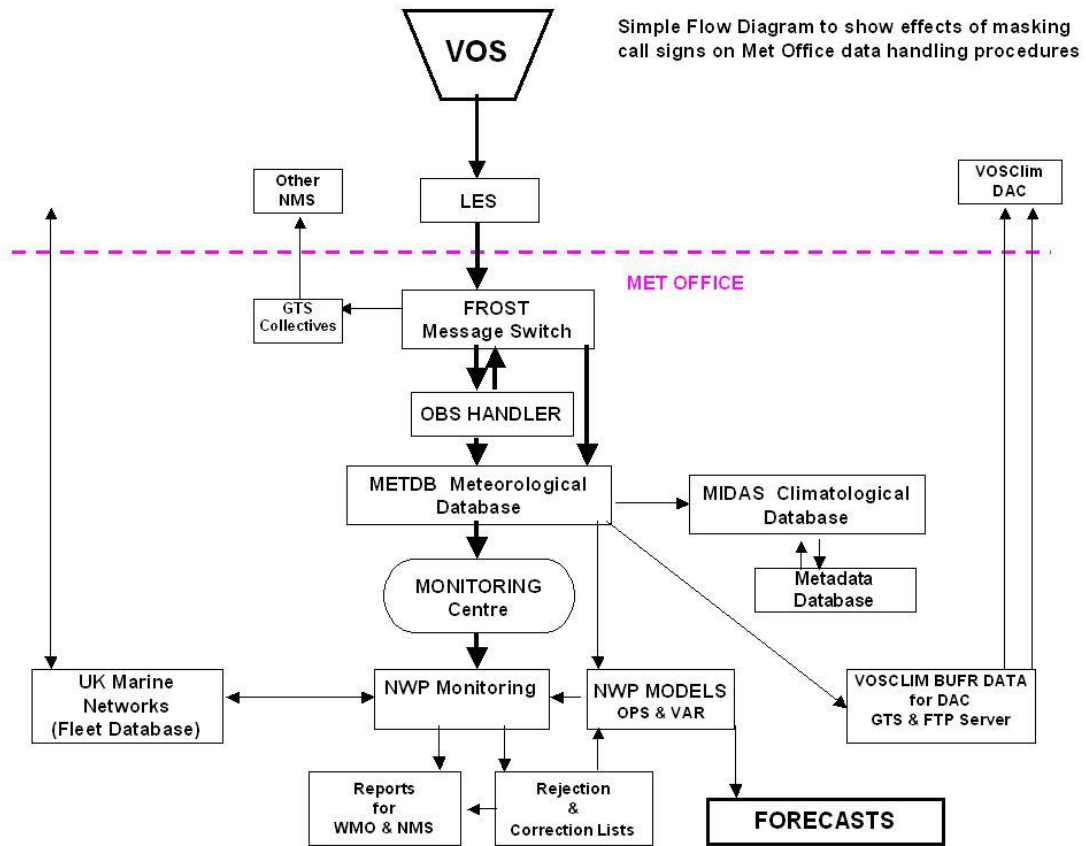 Simple Flow Diagram to show effects of masking
call signs on Met Office data handling procedures
VOS
Other
NMS
LES
VOSClim
DAC
MET OFFICE
GTS
Collectives
FROST
Message Switch
OBS HANDLER
METDB Meteorological
Database
MIDAS Climatological
Database
MONITORING
Centre
Metadata
Database
UK Marine
Networks
(Fleet Database)
NWP Monitoring
NWP MODELS
OPS & VAR
VOSCLIM BUFR DATA
for DAC
GTS & FTP Server
Reports
for
WMO & NMS
Rejection
&
Correction Lists
FORECASTS